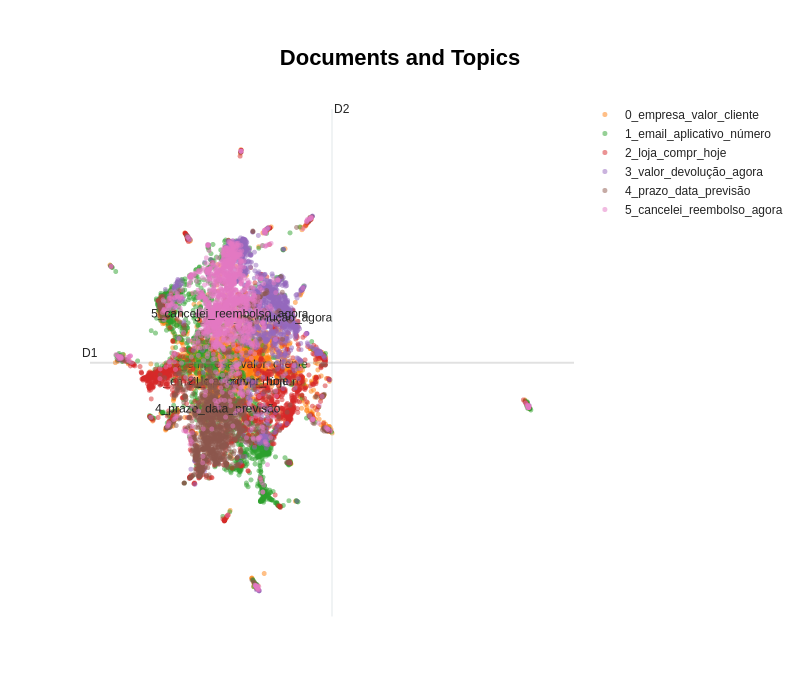 Documents and Topics
D2
0_empresa_valor_cliente
1_email_aplicativo_número
2_loja_compr_hoje
3_valor_devolução_agora
4_prazo_data_previsão
5_cancelei_reembolso_agora
5_cancelei_reembolso_agora
D1
4_prazo_data_previsão